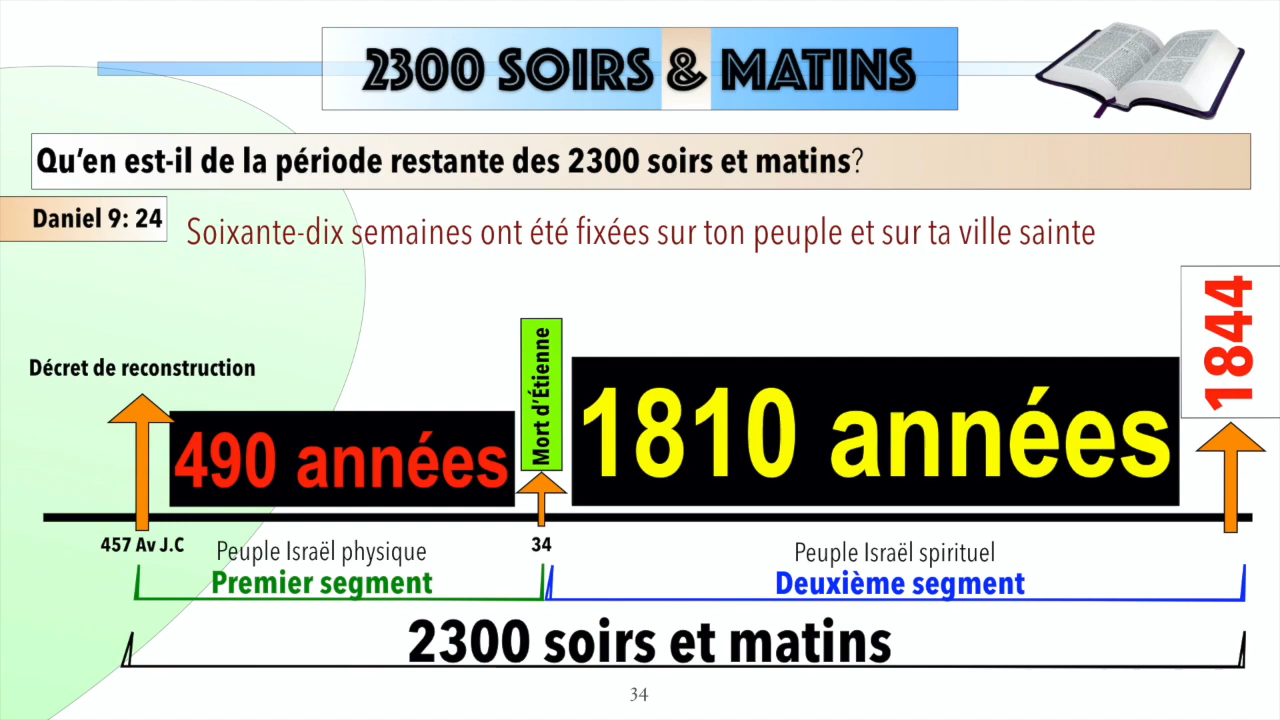 2300 SOIRS & MATINS
Qu’en est-il de la période restante des 2300 soirs et matins?
Daniel 9: 24
Soixante-dix semaines ont été fixées sur ton peuple et sur ta ville sainte
1844
Mort d’Étienne
Décret de reconstruction
490 années
1810 années
457 Av J.C
Peuple Israël physique
34
Peuple Israël spirituel
Premier segment
Deuxième segment
2300 soirs et matins
34